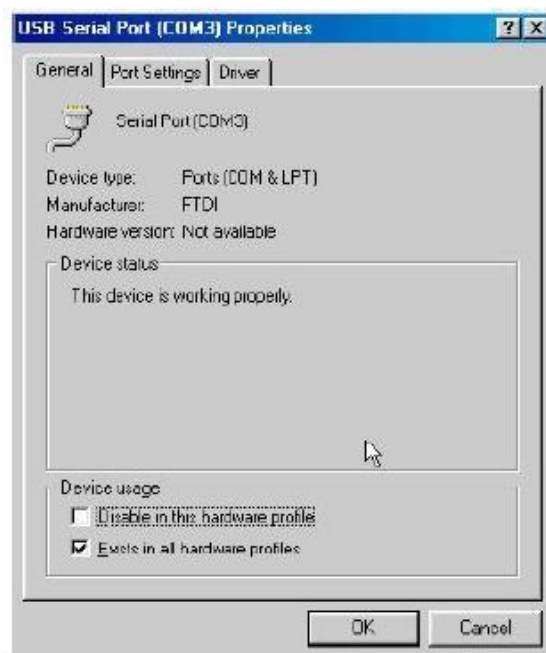 USB Serial Port (COM3) Properties
General Port Settings Driver
Serial Port (COM3)
Device type: Ports (COM & LPT)
Manufacturer: FTDI
Hardware version: Not available
Device status
This device is working properly.
Device usage
Disable in this hardware profile
Exists in all hardware profiles
OK Cancel